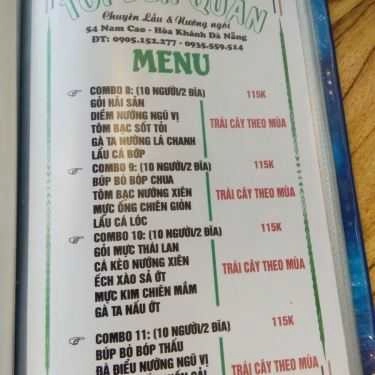 QUÁN
Chuyên Lẩu & Nướng ngói
54 Nam Cao - Hòa Khánh Đà Nẵng
ĐT: 0905.152.277 - 0935.559.514
MENU
COMBO 8: (10 NGƯỜI/2 DĨA) 115K
GỎI HẢI SẢN
DIỀM NƯỚNG NGŨ VỊ
TÔM BẠC SỐT TỎI TRÁI CÂY THEO MÙA
GÀ TA NƯỚNG LÁ CHANH
LẨU CÁ BỚP
COMBO 9: (10 NGƯỜI/2 DĨA) 115K
BÚP BÒ BÓP CHUA
TÔM BẠC NƯỚNG XIÊN TRÁI CÂY THEO MÙA
MỰC ỐNG CHIÊN GIÒN
LẨU CÁ LÓC
COMBO 10: (10 NGƯỜI/2 DĨA) 115K
GỎI MỰC THÁI LAN
CÁ KÈO NƯỚNG XIÊN
ẾCH XÀO SẢ ỚT TRÁI CÂY THEO MÙA
MỰC KIM CHIÊN MẮM
GÀ TA NẤU ỚT
COMBO 11: (10 NGƯỜI/2 DĨA) 115K
BÚP BÒ BÓP THẤU
ĐÀ ĐIỂU NƯỚNG NGŨ VỊ TRÁI CÂY THEO MÙA